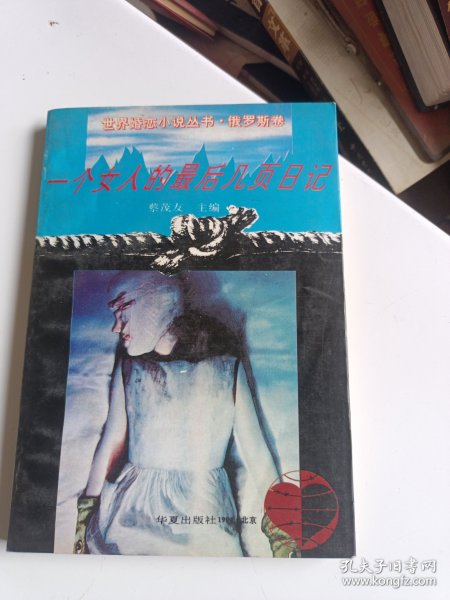 世界婚恋小说丛书·俄罗斯卷
一个女人的最后几页日记
蔡茂友 主编
华夏出版社 北京
孔夫子旧书网
www.kongfz.com